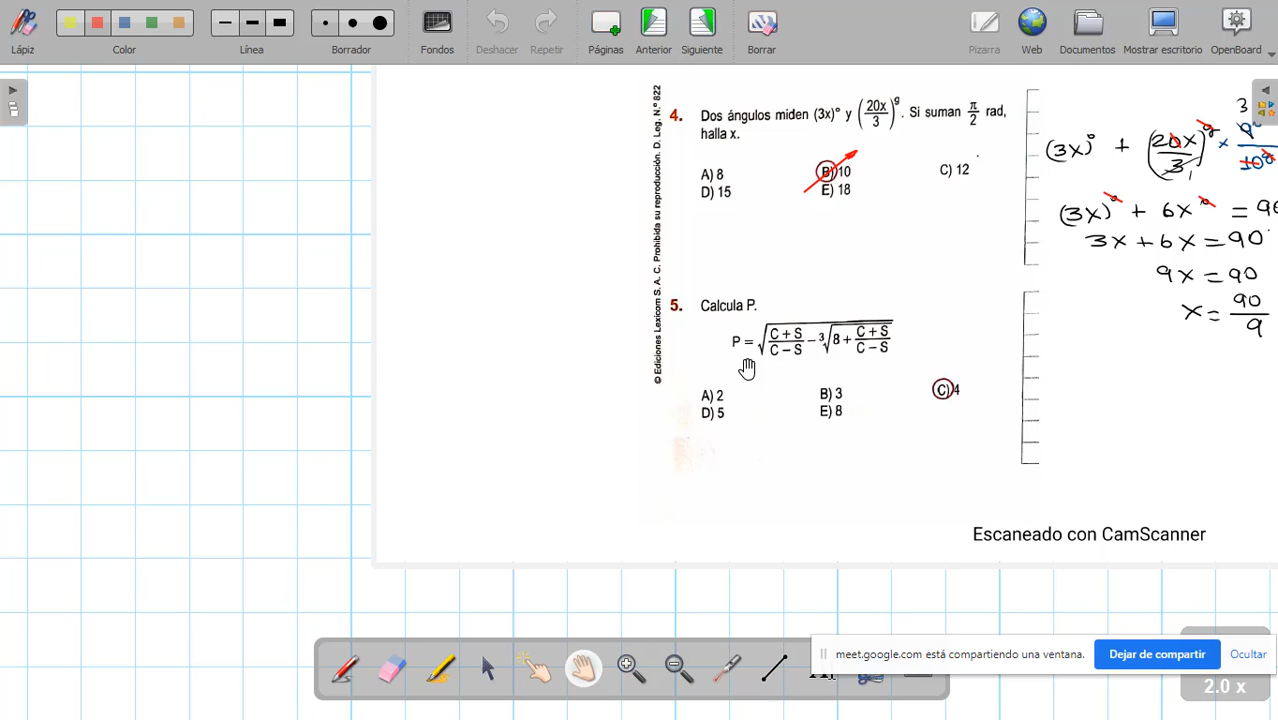 Lápiz Color Línea Borrador Fondos Deshacer Repetir Páginas Anterior Siguiente Borrar Pizarra Web Documentos Mostrar escritorio OpenBoard
© Ediciones Lexicom S. A. C. Prohibida su reproducción. D. Leg. N.º 822
4. Dos ángulos miden (3x)° y (20x/3)^g. Si suman π/2 rad,
halla x.
A) 8 B) 10 C) 12
D) 15 E) 18
5. Calcula P.
P = √(C + S / C − S − ³√(8 + C + S / C − S))
A) 2 B) 3 C) 4
D) 5 E) 8
3
(3x)° + (20x/3)^g × 9°/10^g
1
(3x)° + 6x° = 90
3x + 6x = 90
9x = 90
x = 90/9
Escaneado con CamScanner
meet.google.com está compartiendo una ventana. Dejar de compartir Ocultar
2.0 x